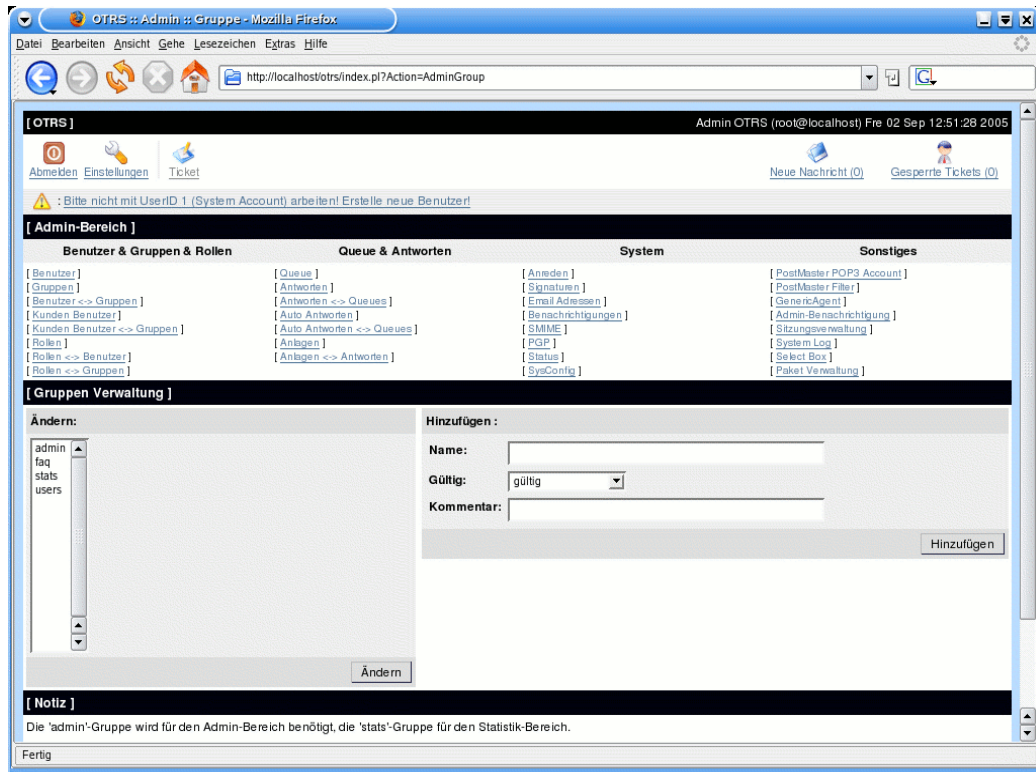 OTRS :: Admin :: Gruppe - Mozilla Firefox
Datei Bearbeiten Ansicht Gehe Lesezeichen Extras Hilfe
http://localhost/otrs/index.pl?Action=AdminGroup
[ OTRS ] Admin OTRS (root@localhost) Fre 02 Sep 12:51:28 2005
Abmelden Einstellungen Ticket Neue Nachricht (0) Gesperrte Tickets (0)
: Bitte nicht mit UserID 1 (System Account) arbeiten! Erstelle neue Benutzer!
[ Admin-Bereich ]
Benutzer & Gruppen & Rollen Queue & Antworten System Sonstiges
[ Benutzer ] [ Queue ] [ Anreden ] [ PostMaster POP3 Account ]
[ Gruppen ] [ Antworten ] [ Signaturen ] [ PostMaster Filter ]
[ Benutzer <-> Gruppen ] [ Antworten <-> Queues ] [ Email Adressen ] [ GenericAgent ]
[ Kunden Benutzer ] [ Auto Antworten ] [ Benachrichtigungen ] [ Admin-Benachrichtigung ]
[ Kunden Benutzer <-> Gruppen ] [ Auto Antworten <-> Queues ] [ SMIME ] [ Sitzungsverwaltung ]
[ Rollen ] [ Anlagen ] [ PGP ] [ System Log ]
[ Rollen <-> Benutzer ] [ Anlagen <-> Antworten ] [ Status ] [ Select Box ]
[ Rollen <-> Gruppen ] [ SysConfig ] [ Paket Verwaltung ]
[ Gruppen Verwaltung ]
Ändern:
admin
faq
stats
users
Ändern
Hinzufügen :
Name:
Gültig: gültig
Kommentar:
Hinzufügen
[ Notiz ]
Die 'admin'-Gruppe wird für den Admin-Bereich benötigt, die 'stats'-Gruppe für den Statistik-Bereich.
Fertig